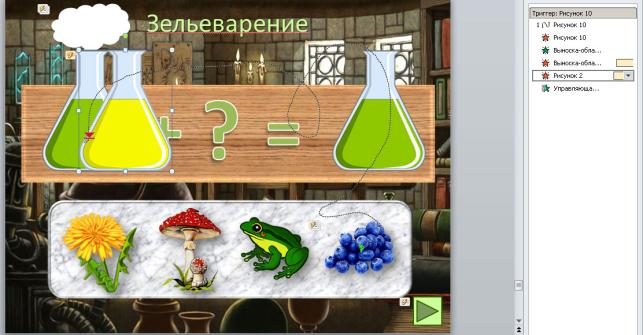 Зельеварение
+ ? =
Триггер: Рисунок 10
1 Рисунок 10
Рисунок 10
Выноска-обла...
Выноска-обла...
Рисунок 2
Управляюща...